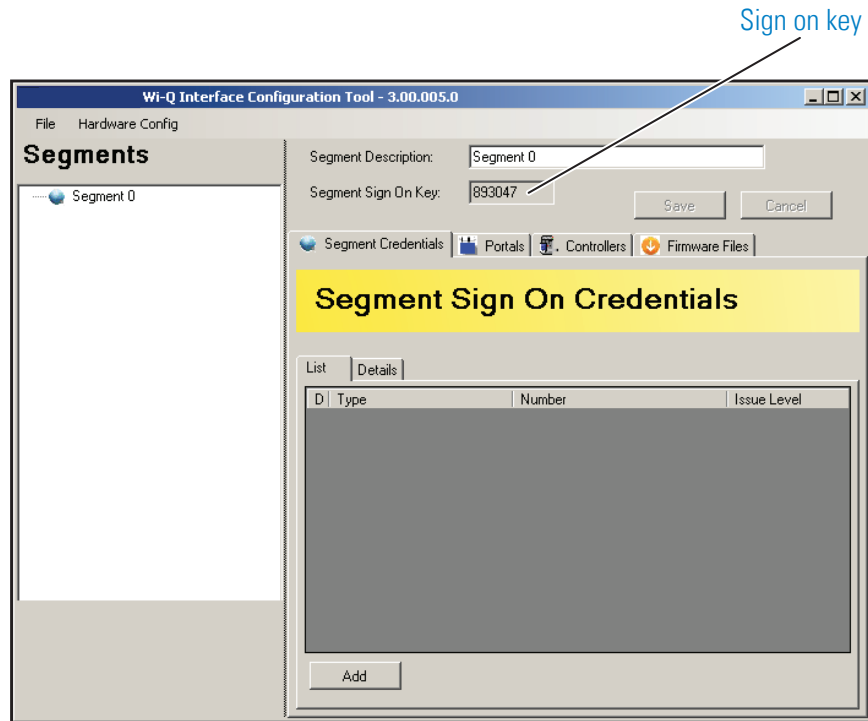 Sign on key
Wi-Q Interface Configuration Tool - 3.00.005.0
File Hardware Config
Segments
Segment 0
Segment Description: Segment 0
Segment Sign On Key: 893047
Save Cancel
Segment Credentials Portals Controllers Firmware Files
Segment Sign On Credentials
List Details
D Type Number Issue Level
Add